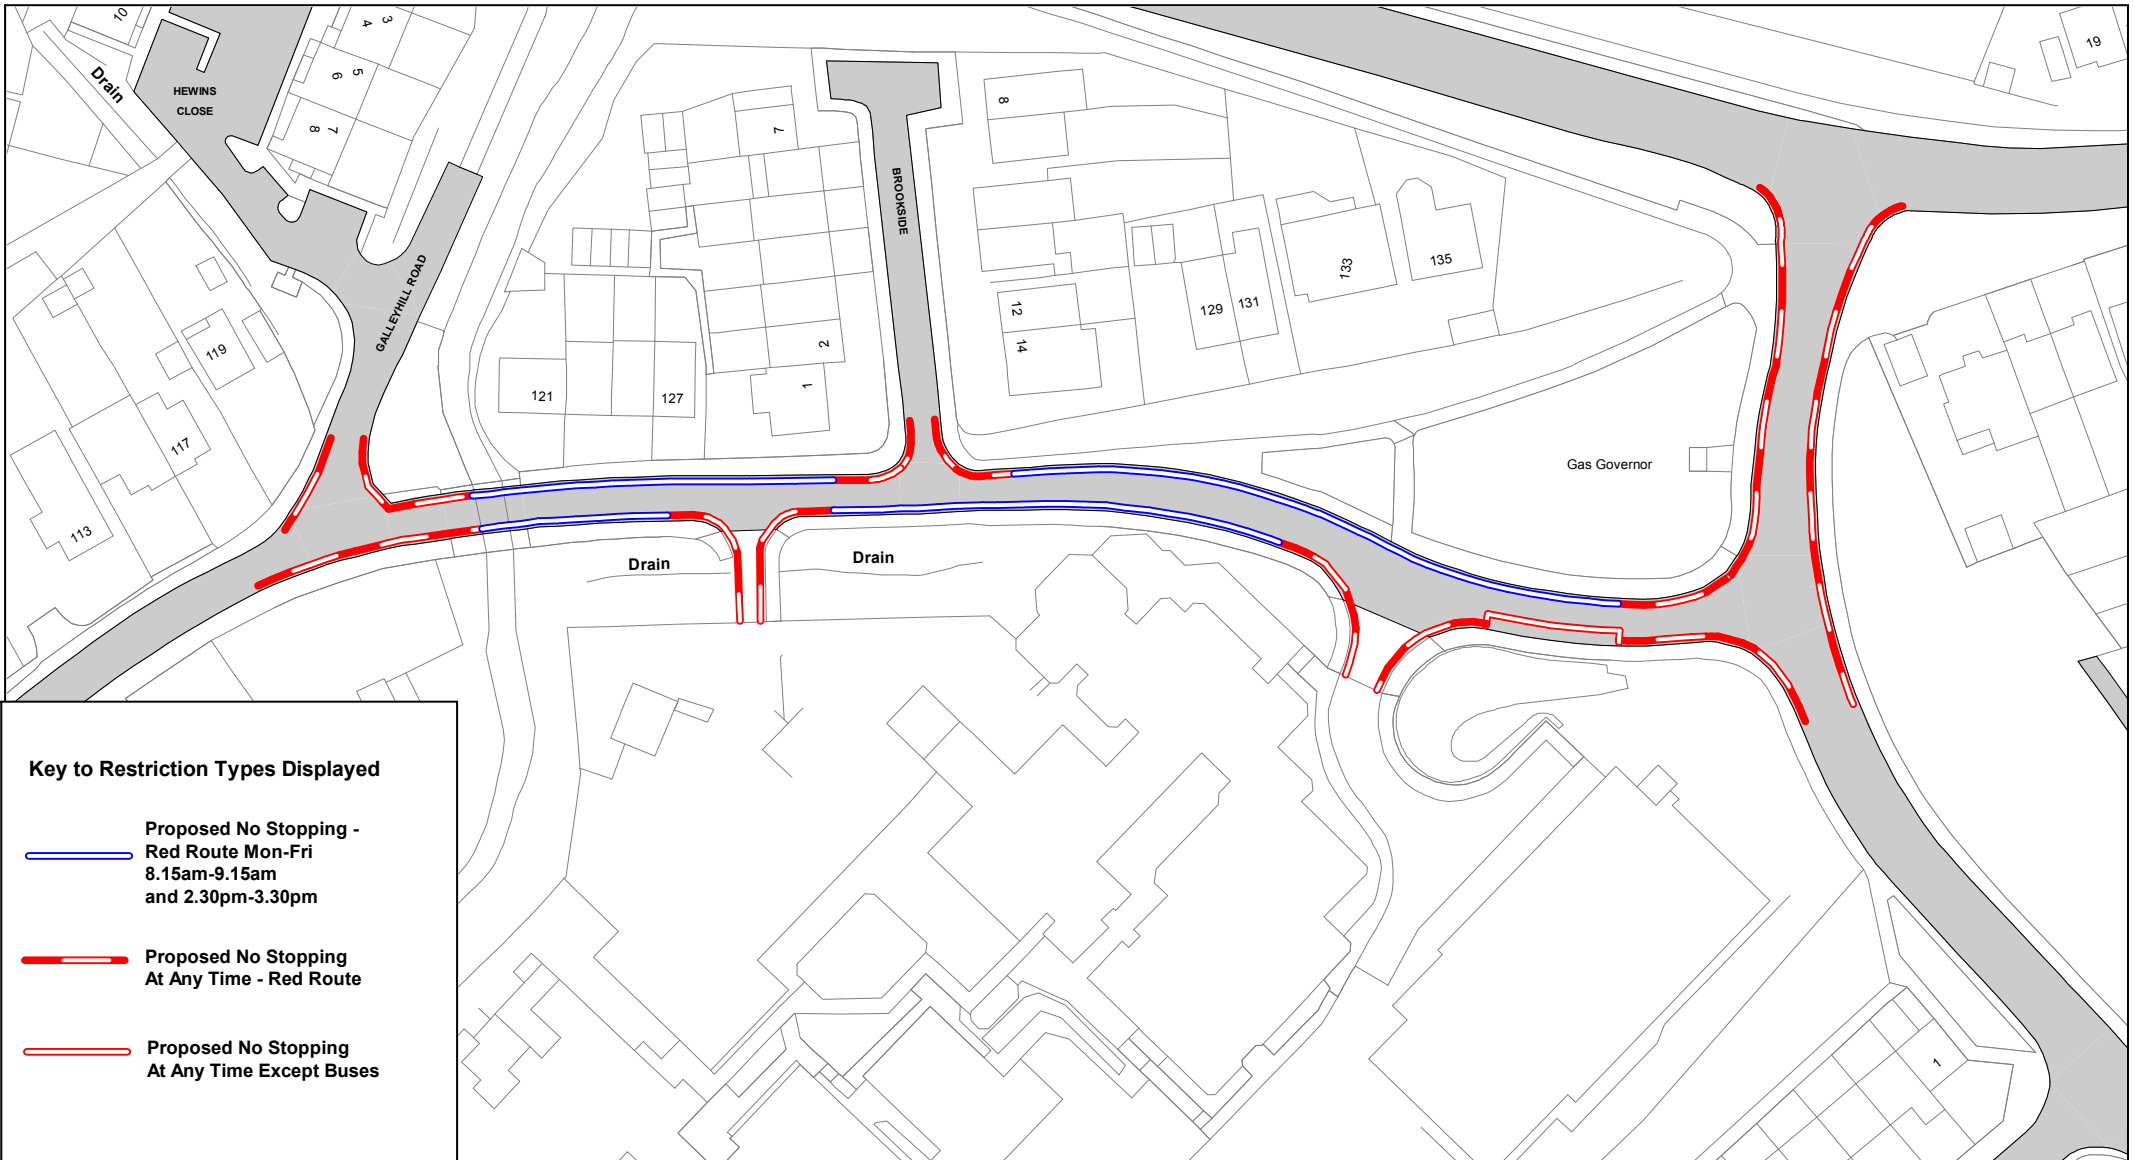 10
3
4
19
Drain
HEWINS
CLOSE
5
6
7
8
7
8
BROOKSIDE
GALLEYHILL ROAD
133
135
12
129
131
14
119
2
1
121
127
117
113
Gas Governor
Drain
Drain
1
Key to Restriction Types Displayed
Proposed No Stopping -
Red Route Mon-Fri
8.15am-9.15am
and 2.30pm-3.30pm
Proposed No Stopping
At Any Time - Red Route
Proposed No Stopping
At Any Time Except Buses